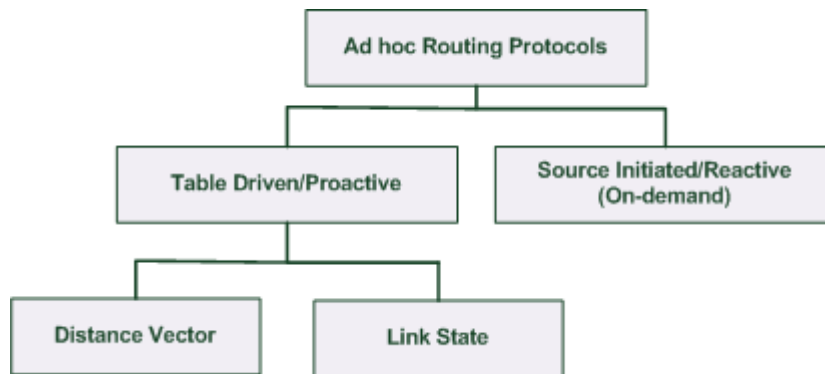 Ad hoc Routing Protocols
Table Driven/Proactive
Source Initiated/Reactive
(On-demand)
Distance Vector
Link State